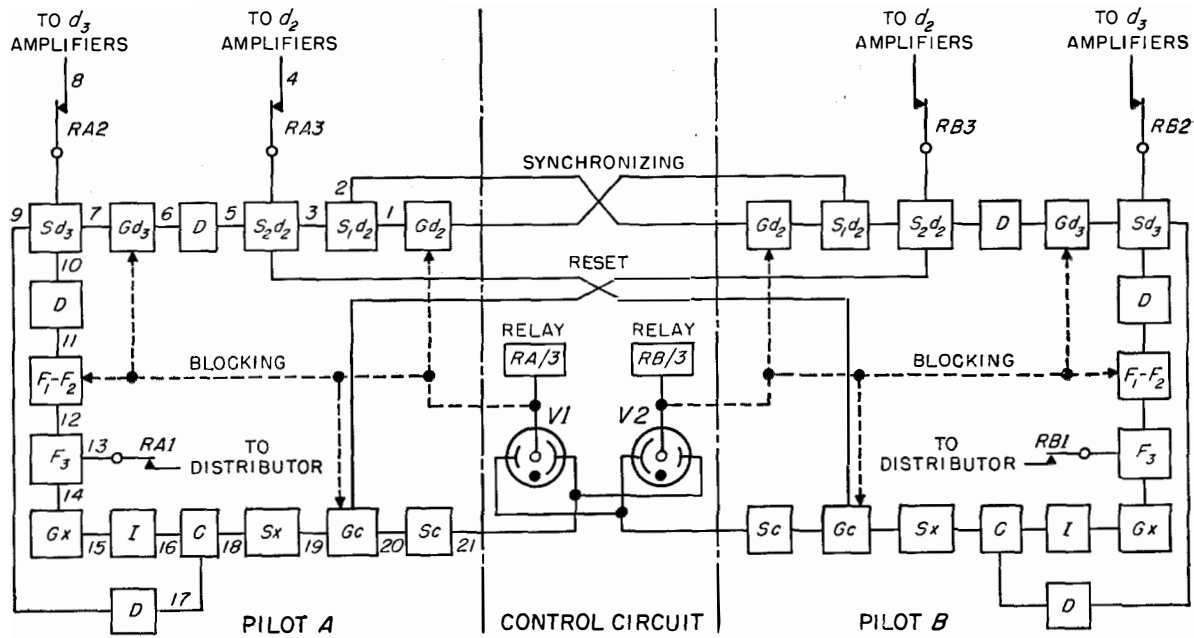 TO d3 AMPLIFIERS
TO d2 AMPLIFIERS
TO d2 AMPLIFIERS
TO d3 AMPLIFIERS
8
4
RA2
RA3
RB3
RB2
SYNCHRONIZING
2
9
Sd3
7
Gd3
6
D
5
S2d2
3
S1d2
1
Gd2
Gd2
S1d2
S2d2
D
Gd3
Sd3
10
RESET
D
D
11
RELAY
RA/3
RELAY
RB/3
F1-F2
BLOCKING
BLOCKING
F1-F2
12
V1
V2
F3
13
RA1
TO DISTRIBUTOR
TO DISTRIBUTOR
RB1
F3
14
Gx
15
I
16
C
18
Sx
19
Gc
20
Sc
21
Sc
Gc
Sx
C
I
Gx
D
17
D
PILOT A
CONTROL CIRCUIT
PILOT B